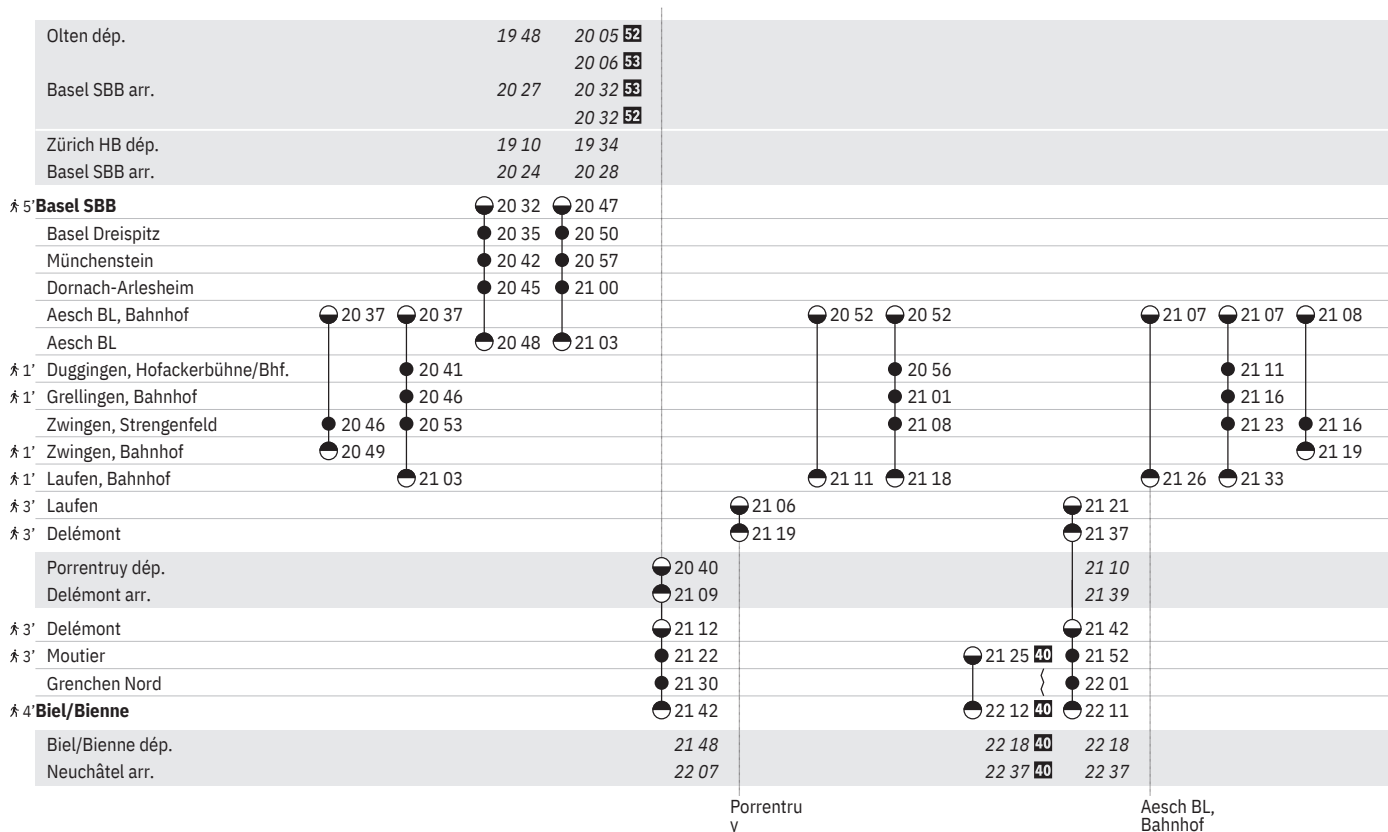 Olten dép. 19 48 20 05 52
20 06 53
Basel SBB arr. 20 27 20 32 53
20 32 52
Zürich HB dép. 19 10 19 34
Basel SBB arr. 20 24 20 28
5' Basel SBB 20 32 20 47
Basel Dreispitz 20 35 20 50
Münchenstein 20 42 20 57
Dornach-Arlesheim 20 45 21 00
Aesch BL, Bahnhof 20 37 20 37 20 52 20 52 21 07 21 07 21 08
Aesch BL 20 48 21 03
1' Duggingen, Hofackerbühne/Bhf. 20 41 20 56 21 11
1' Grellingen, Bahnhof 20 46 21 01 21 16
Zwingen, Strengenfeld 20 46 20 53 21 08 21 23 21 16
1' Zwingen, Bahnhof 20 49 21 19
1' Laufen, Bahnhof 21 03 21 11 21 18 21 26 21 33
3' Laufen 21 06 21 21
3' Delémont 21 19 21 37
Porrentruy dép. 20 40 21 10
Delémont arr. 21 09 21 39
3' Delémont 21 12 21 42
3' Moutier 21 22 21 25 40 21 52
Grenchen Nord 21 30 22 01
4' Biel/Bienne 21 42 22 12 40 22 11
Biel/Bienne dép. 21 48 22 18 40 22 18
Neuchâtel arr. 22 07 22 37 40 22 37
Porrentru Aesch BL,
y Bahnhof